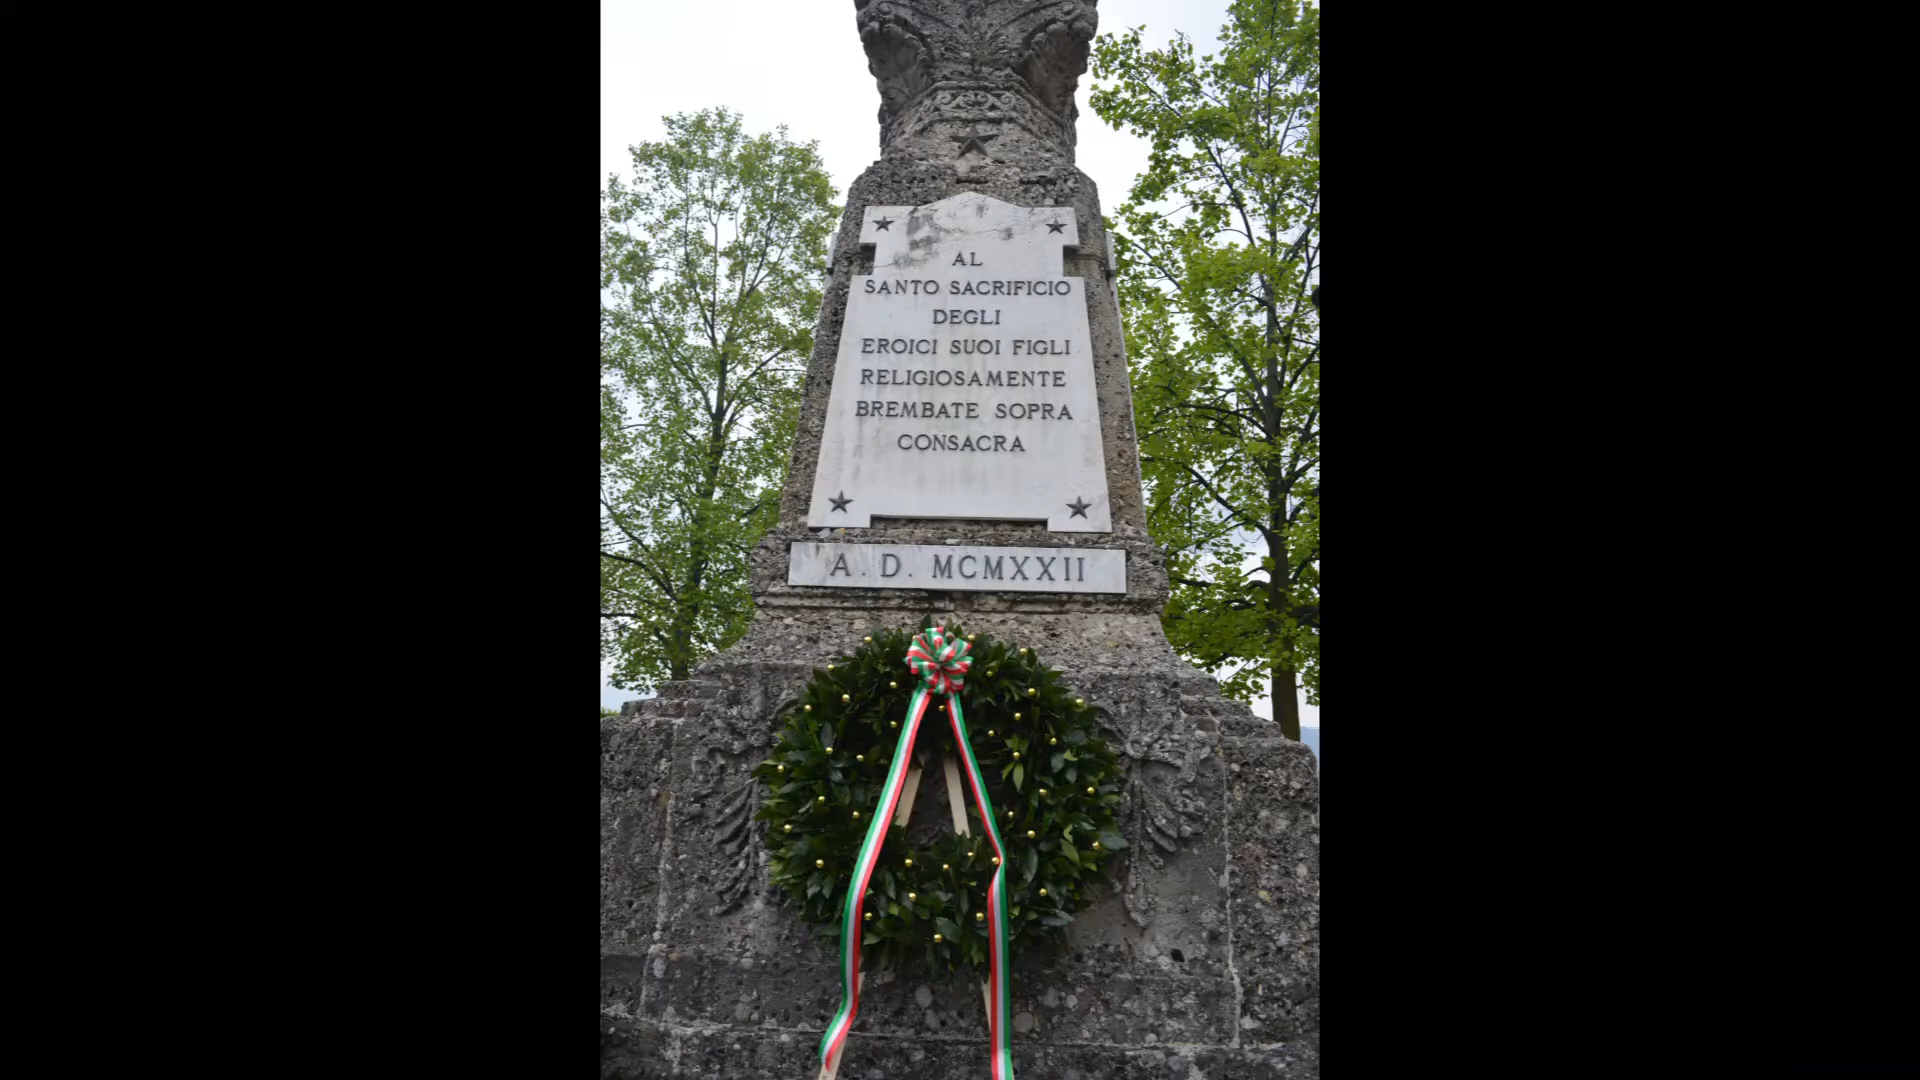 AL
SANTO SACRIFICIO
DEGLI
EROICI SUOI FIGLI
RELIGIOSAMENTE
BREMBATE SOPRA
CONSACRA
A. D. MCMXXII